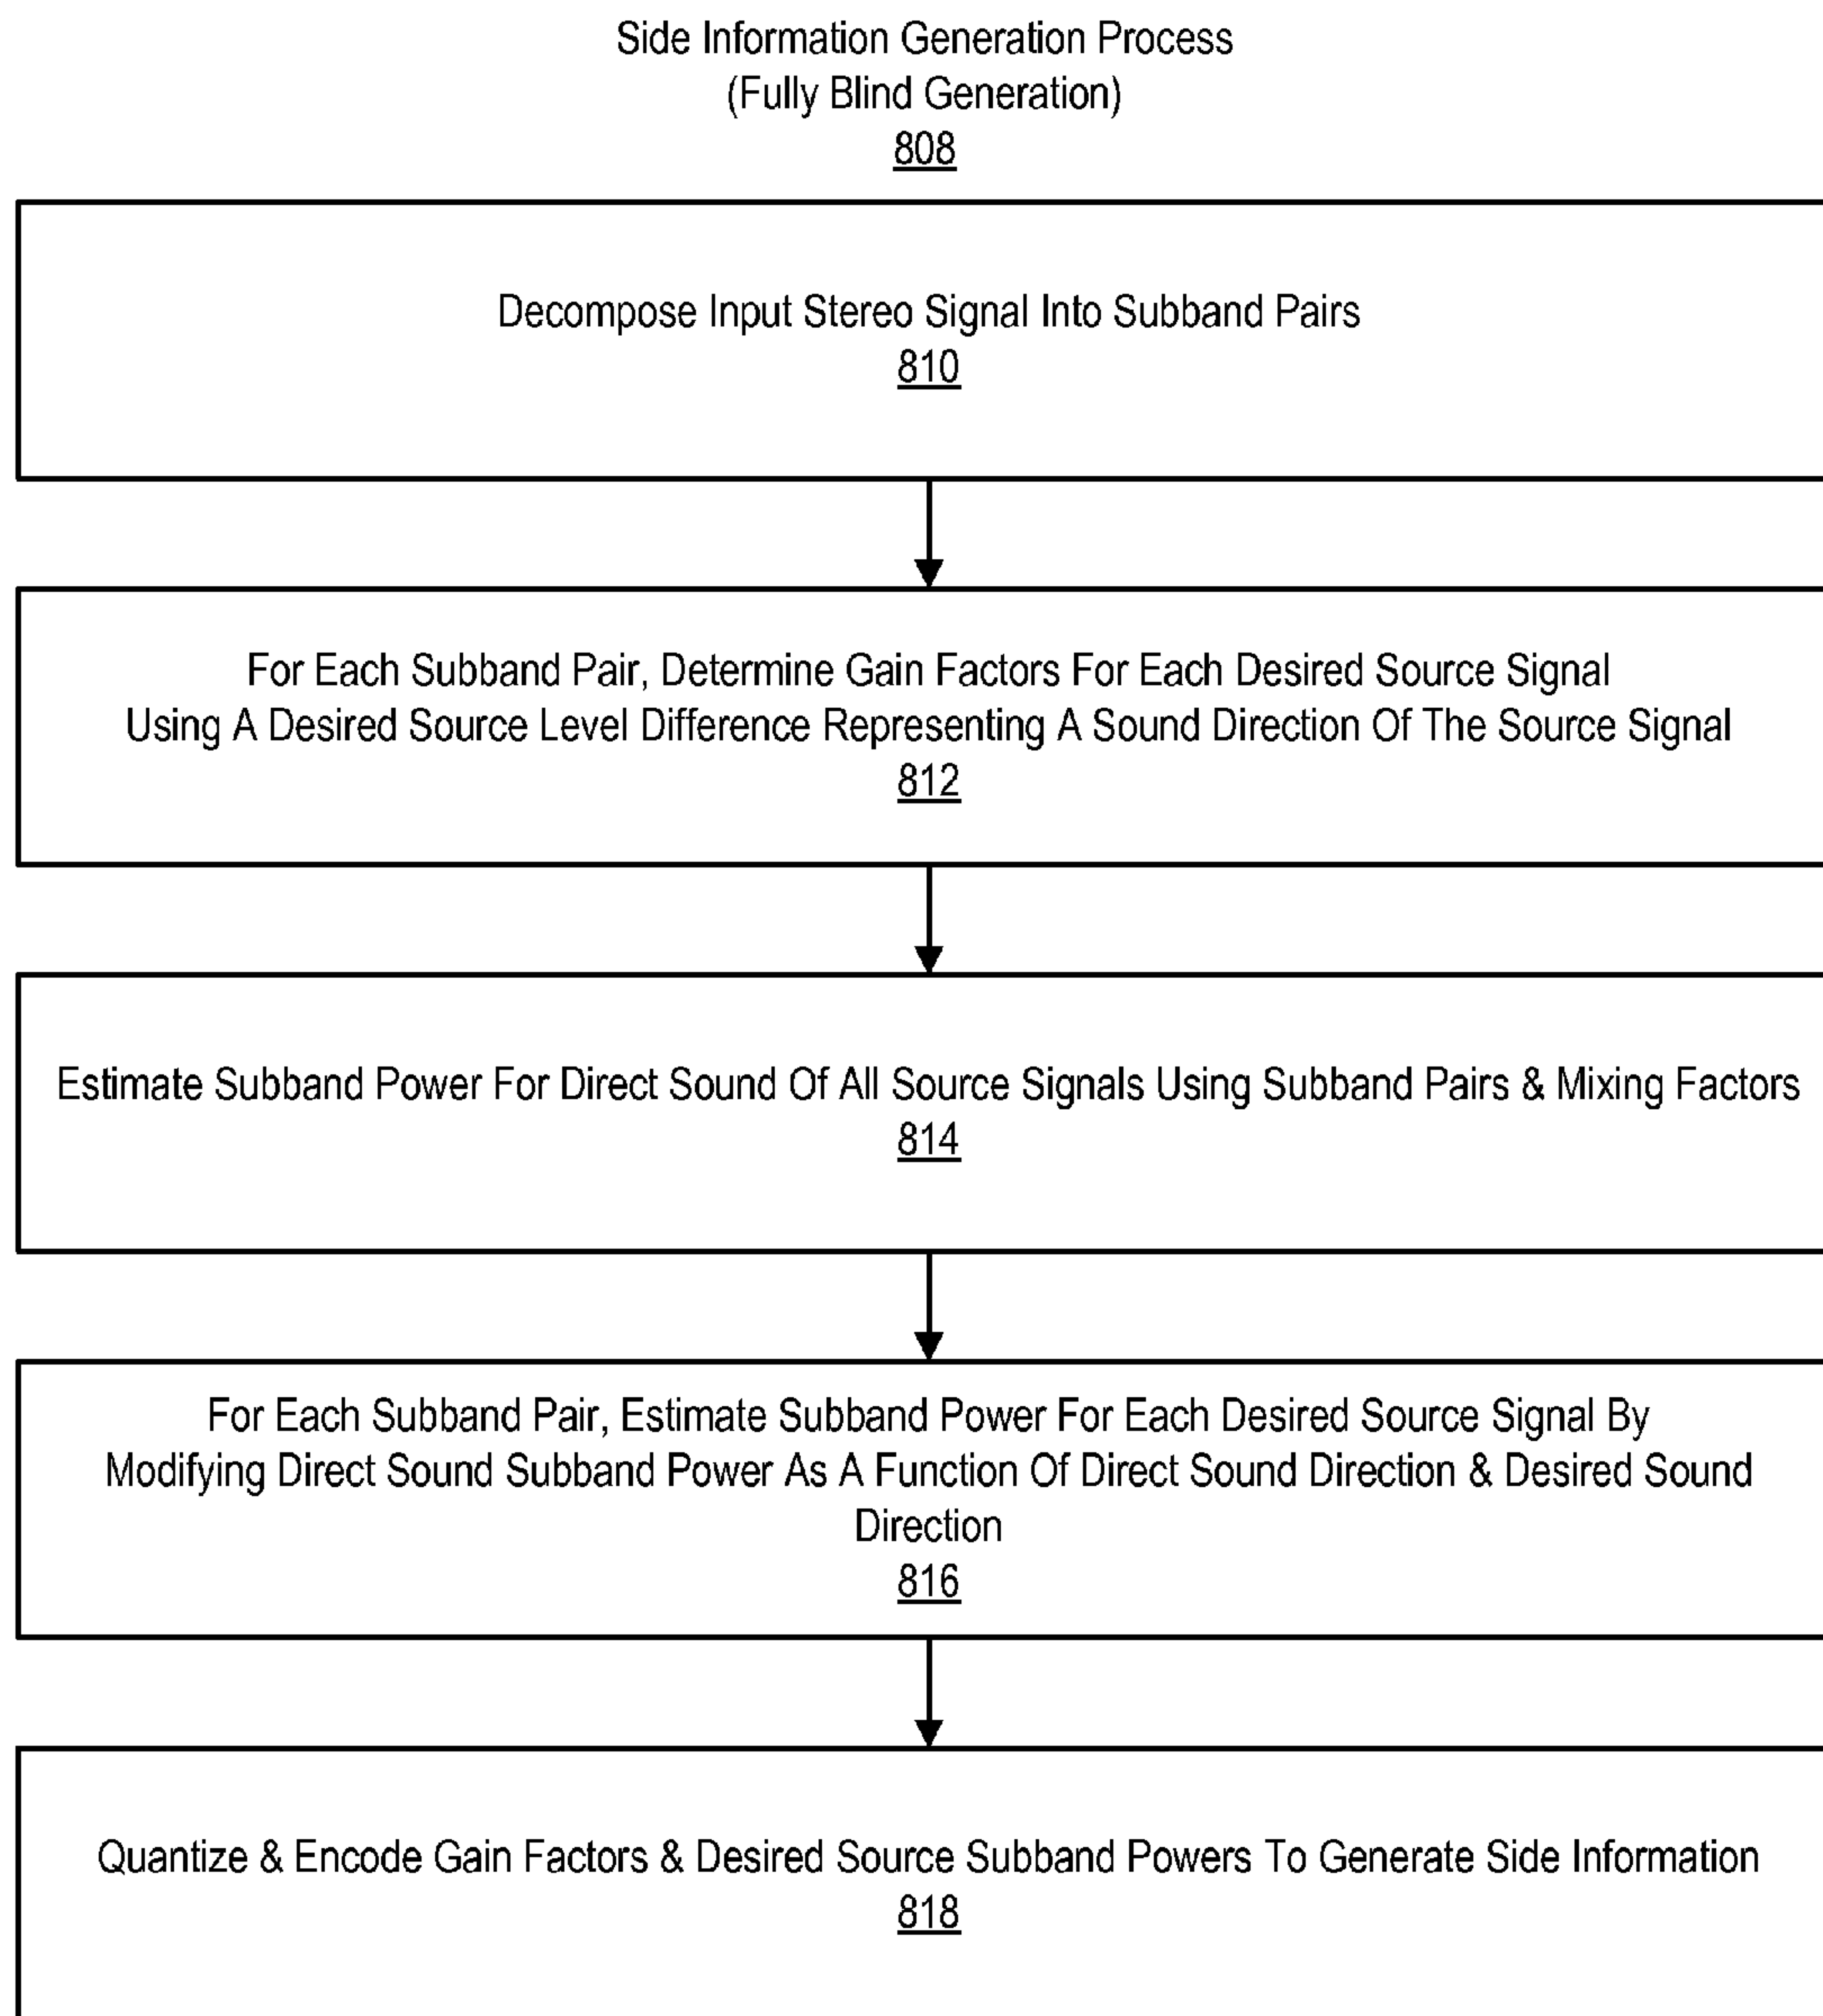 Side Information Generation Process
(Fully Blind Generation)
808
Decompose Input Stereo Signal Into Subband Pairs
810
For Each Subband Pair, Determine Gain Factors For Each Desired Source Signal
Using A Desired Source Level Difference Representing A Sound Direction Of The Source Signal
812
Estimate Subband Power For Direct Sound Of All Source Signals Using Subband Pairs & Mixing Factors
814
For Each Subband Pair, Estimate Subband Power For Each Desired Source Signal By
Modifying Direct Sound Subband Power As A Function Of Direct Sound Direction & Desired Sound
Direction
816
Quantize & Encode Gain Factors & Desired Source Subband Powers To Generate Side Information
818